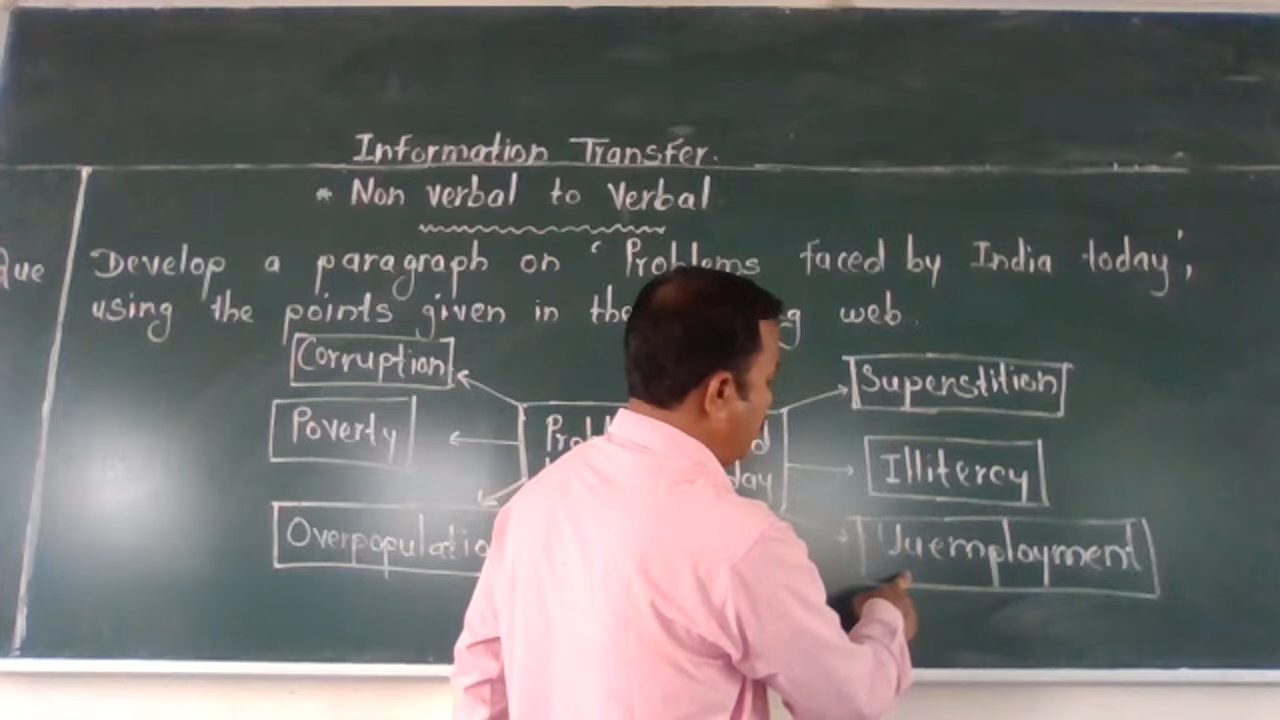 Information Transfer.
* Non verbal to Verbal
Que
Develop a paragraph on 'Problems faced by India today',
using the points given in the web.
Corruption
Superstition
Poverty
Illitercy
Overpopulatio
Uuemployment